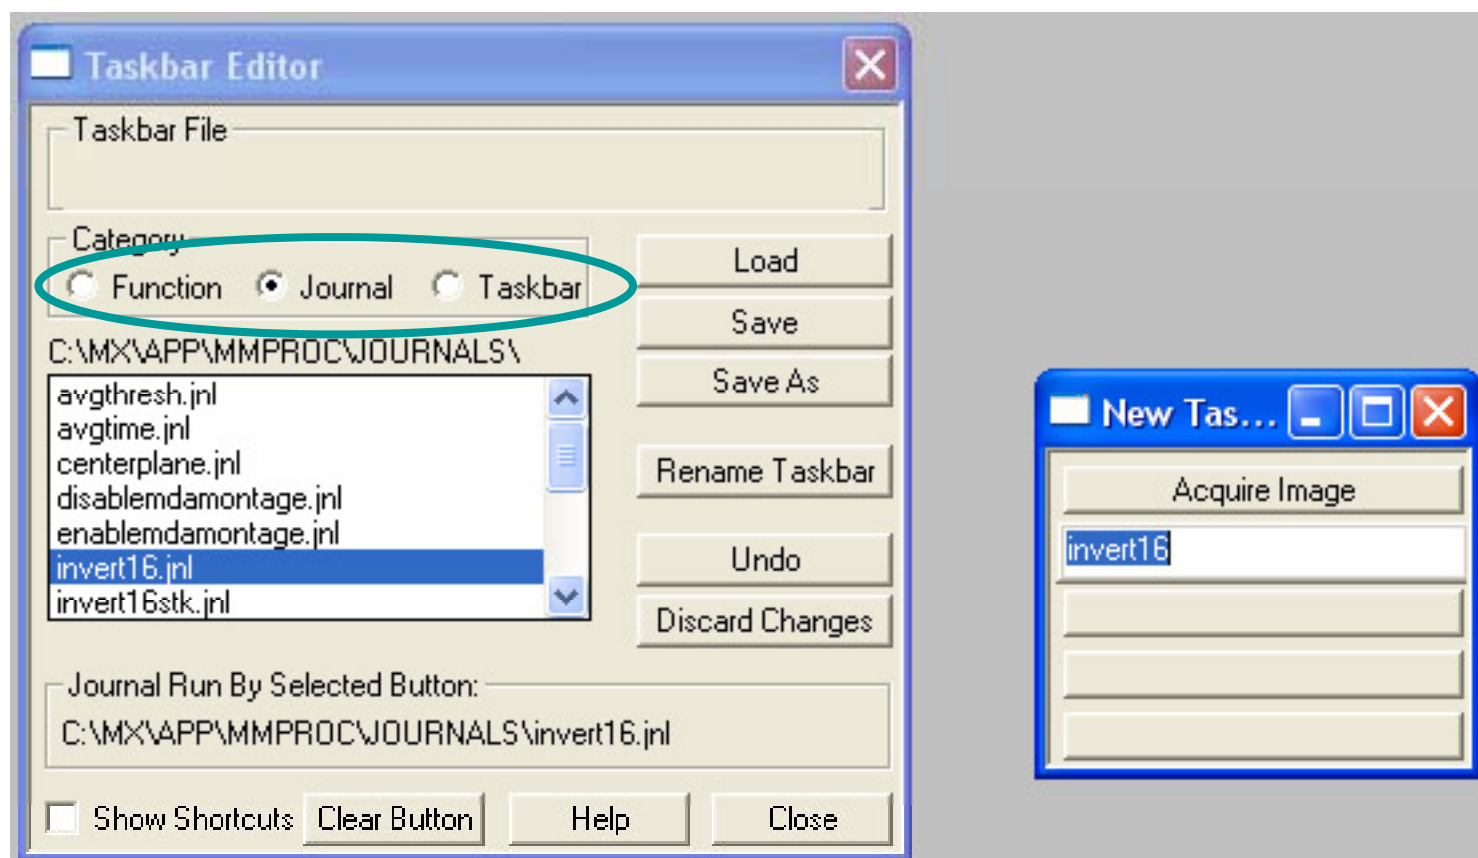 Taskbar Editor
Taskbar File
Category
Function Journal Taskbar
C:\MX\APP\MMPROC\JOURNALS\
avgthresh.jnl
avgtime.jnl
centerplane.jnl
disablemdamontage.jnl
enablemdamontage.jnl
invert16.jnl
invert16stk.jnl
Load
Save
Save As
Rename Taskbar
Undo
Discard Changes
Journal Run By Selected Button:
C:\MX\APP\MMPROC\JOURNALS\invert16.jnl
Show Shortcuts Clear Button Help Close
New Tas...
Acquire Image
invert16